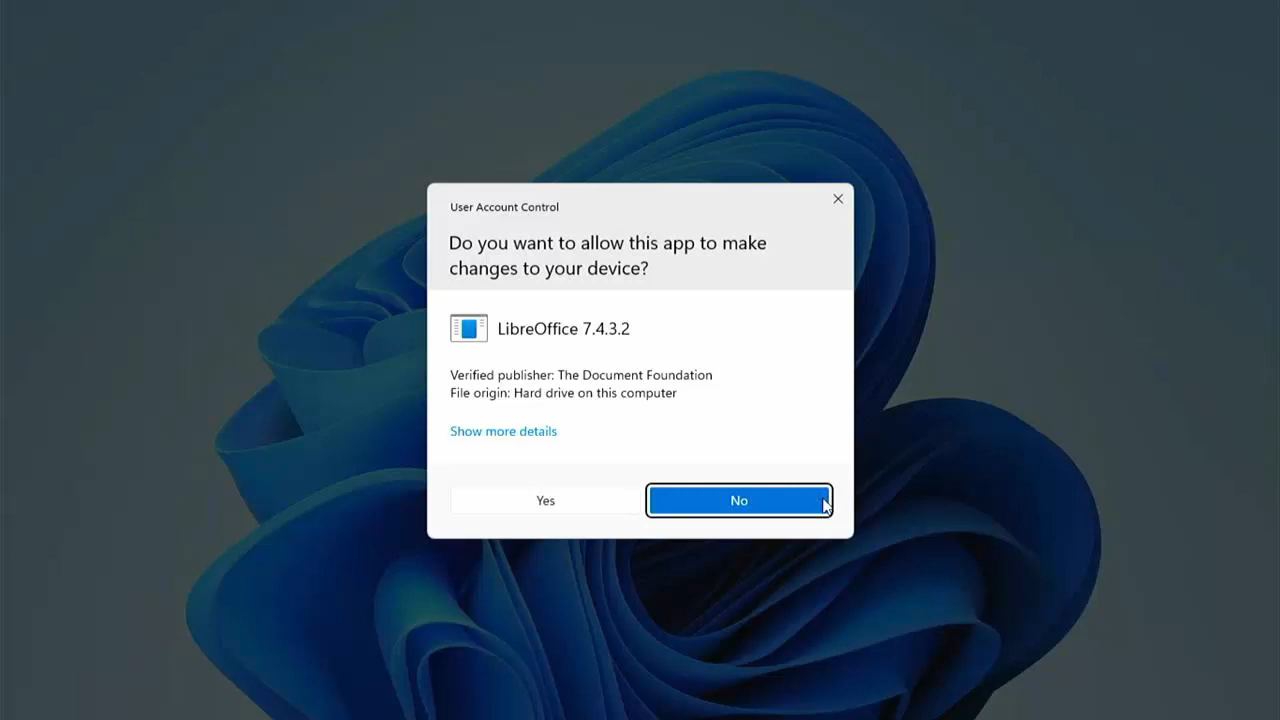 User Account Control
Do you want to allow this app to make
changes to your device?
LibreOffice 7.4.3.2
Verified publisher: The Document Foundation
File origin: Hard drive on this computer
Show more details
Yes
No